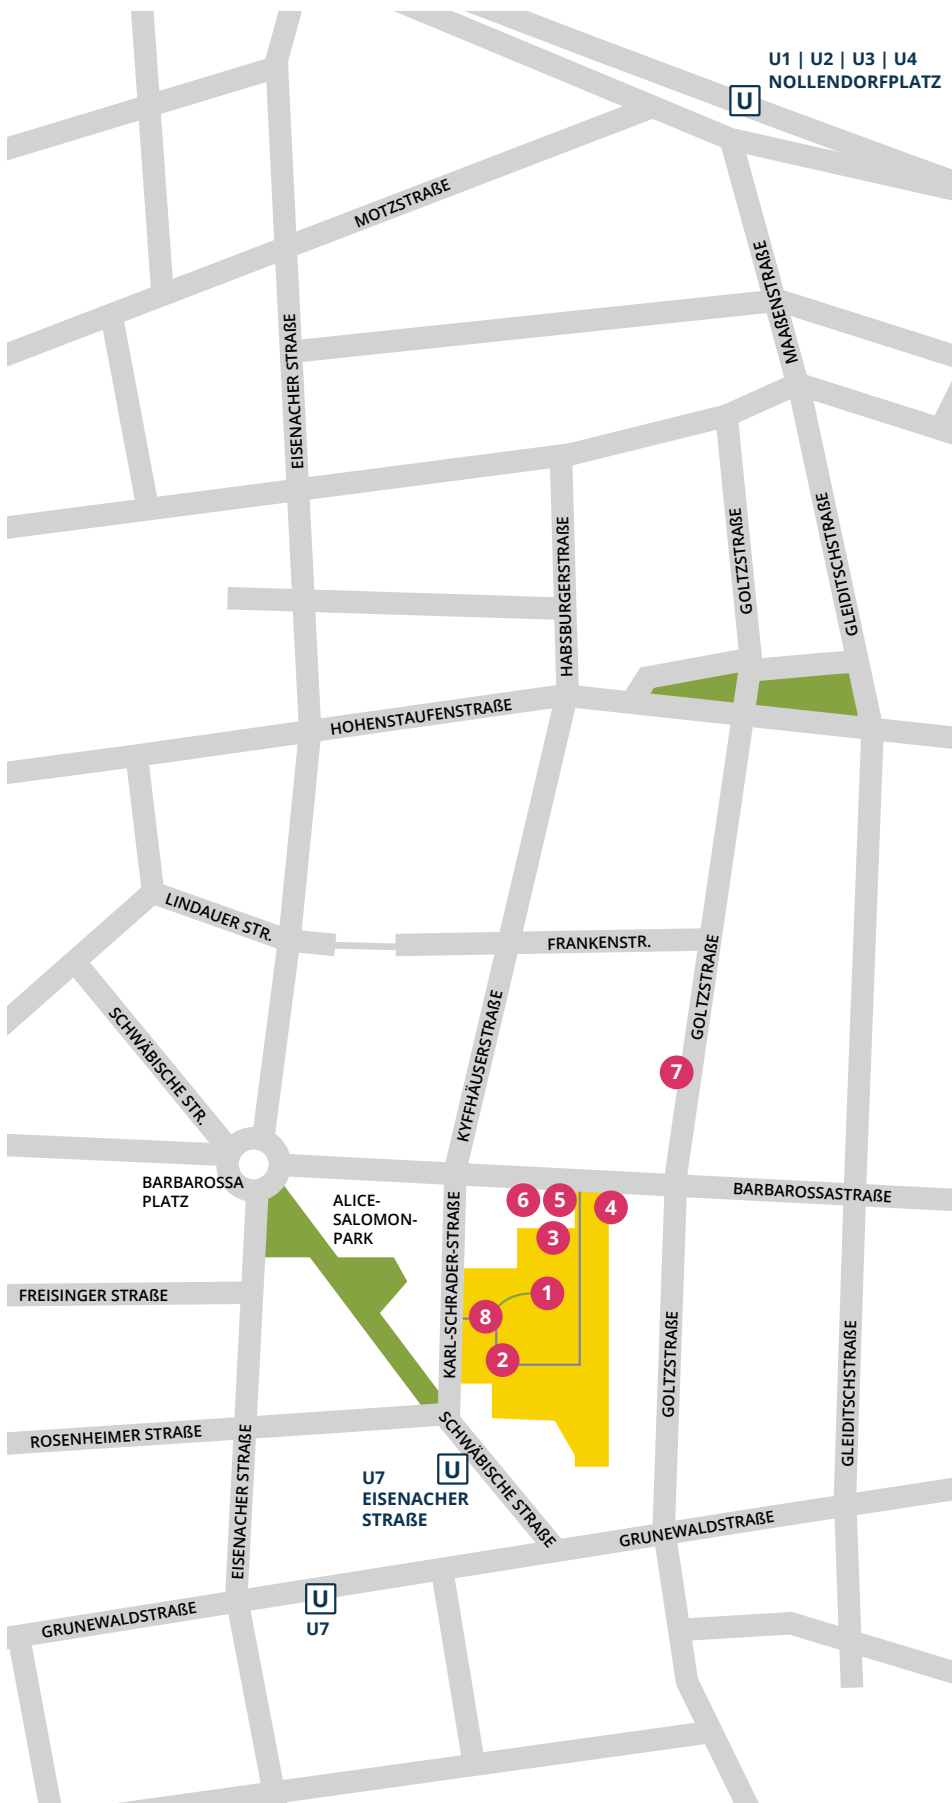 U1 | U2 | U3 | U4
NOLLENDORFPLATZ
U
MOTZSTRAßE
MAAßENSTRAßE
EISENACHER STRAßE
GLEIDITSCHSTRAßE
GOLTZSTRAßE
HABSBURGERSTRAßE
HOHENSTAUFENSTRAßE
LINDAUER STR.
FRANKENSTR.
GOLTZSTRAßE
KYFFHÄUSERSTRAßE
SCHWÄBISCHE STR.
7
BARBAROSSA
PLATZ
BARBAROSSASTRAßE
ALICE-
SALOMON-
PARK
KARL-SCHRADER-STRAßE
6
5
4
3
1
8
2
FREISINGER STRAßE
GOLTZSTRAßE
GLEIDITSCHSTRAßE
ROSENHEIMER STRAßE
EISENACHER STRAßE
SCHWÄBISCHE STRAßE
U
U7
EISENACHER
STRAßE
GRUNEWALDSTRAßE
U
U7
GRUNEWALDSTRAßE